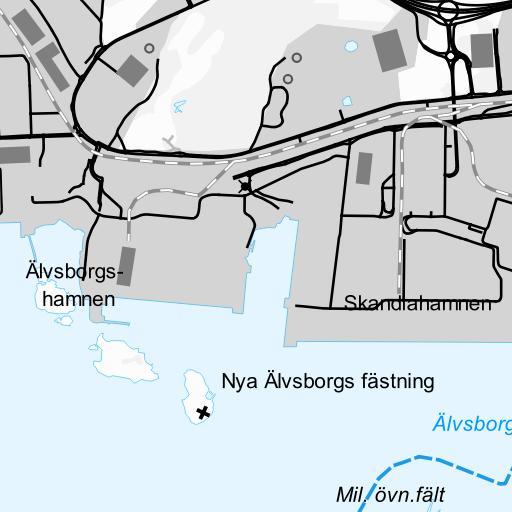 Älvsborgs-
hamnen
Skandiahamnen
Nya Älvsborgs fästning
Älvsborg
Mil. övn.fält